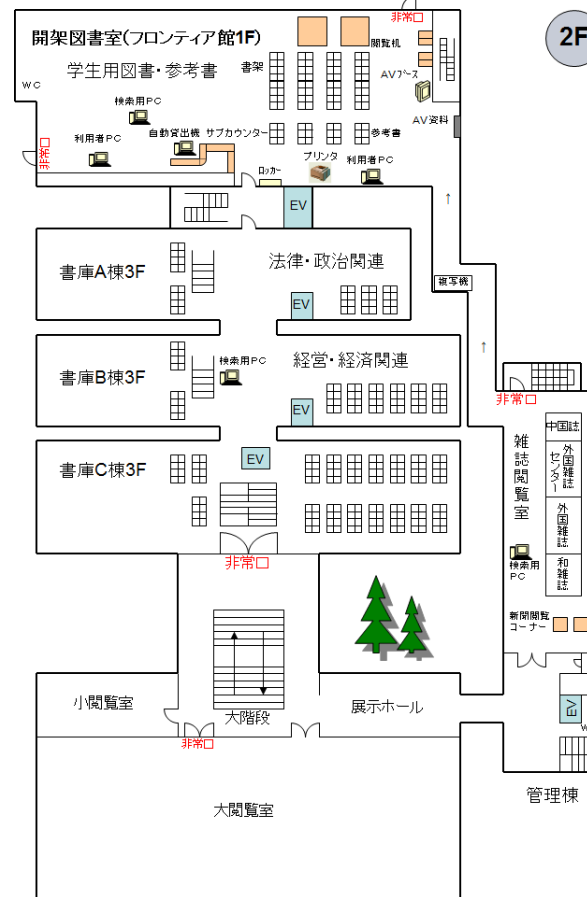 非常口
2F
開架図書室(フロンティア館1F)
閲覧机
学生用図書・参考書
書架
WC
AVブース
検索用PC
AV資料
利用者PC
自動貸出機
サブカウンター
参考書
非常口
ロッカー
プリンタ
利用者PC
EV
↑
書庫A棟3F
法律・政治関連
複写機
EV
↑
書庫B棟3F
検索用PC
経営・経済関連
非常口
EV
中国誌
雑誌閲覧室
外国雑誌センター
書庫C棟3F
EV
外国雑誌
非常口
検索用PC
和雑誌
新聞閲覧コーナー
小閲覧室
大階段
展示ホール
EV
非常口
W
管理棟
大閲覧室